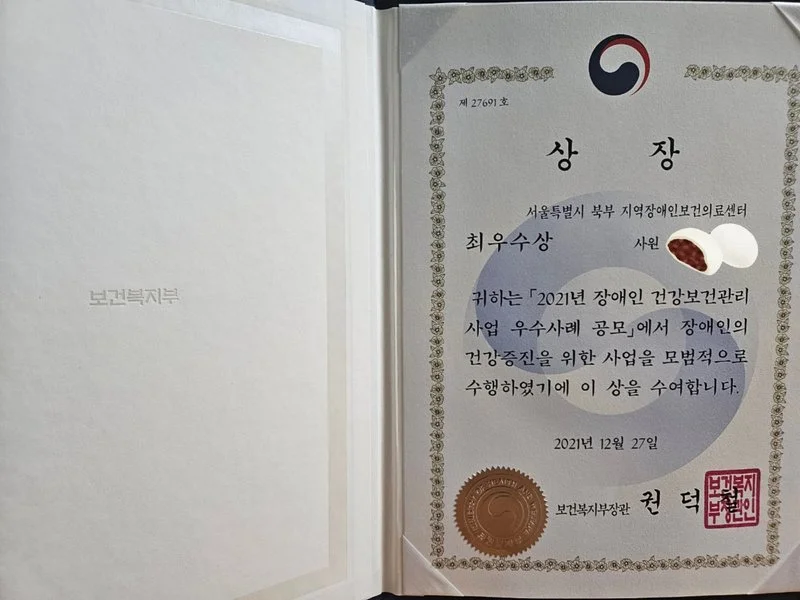 보건복지부
제 27691 호
상 장
서울특별시 북부 지역장애인보건의료센터
최우수상 사원
귀하는 「2021년 장애인 건강보건관리
사업 우수사례 공모」에서 장애인의
건강증진을 위한 사업을 모범적으로
수행하였기에 이 상을 수여합니다.
2021년 12월 27일
보건복지부장관 권 덕 철
보건복지
부장관인